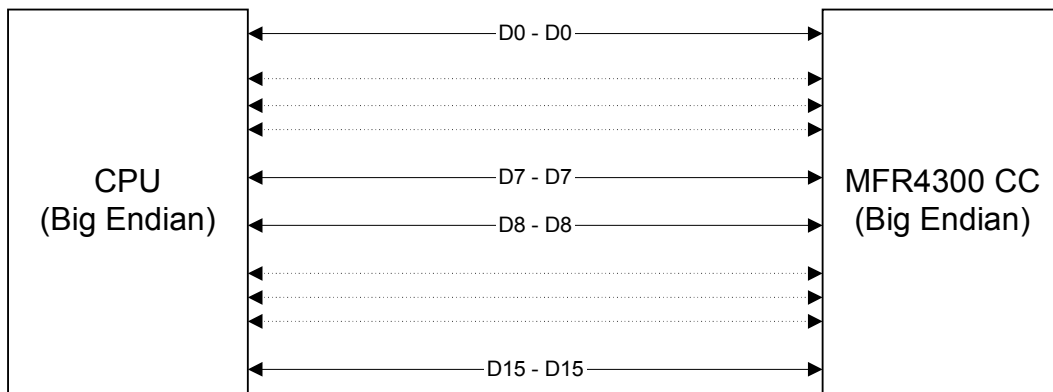 D0 - D0
D7 - D7
CPU
(Big Endian)
MFR4300 CC
(Big Endian)
D8 - D8
D15 - D15